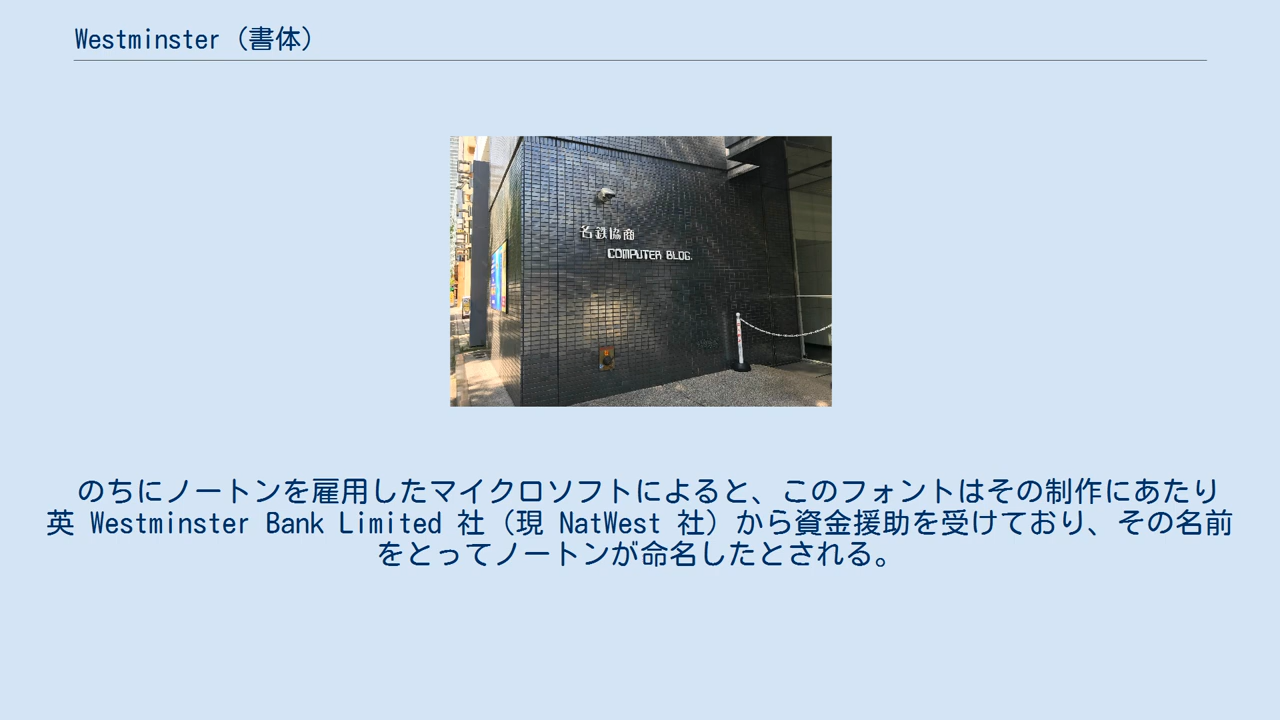 Westminster (書体)
名鉄協商
COMPUTER BLDG.
のちにノートンを雇用したマイクロソフトによると、このフォントはその制作にあたり
英 Westminster Bank Limited 社（現 NatWest 社）から資金援助を受けており、その名前
をとってノートンが命名したとされる。